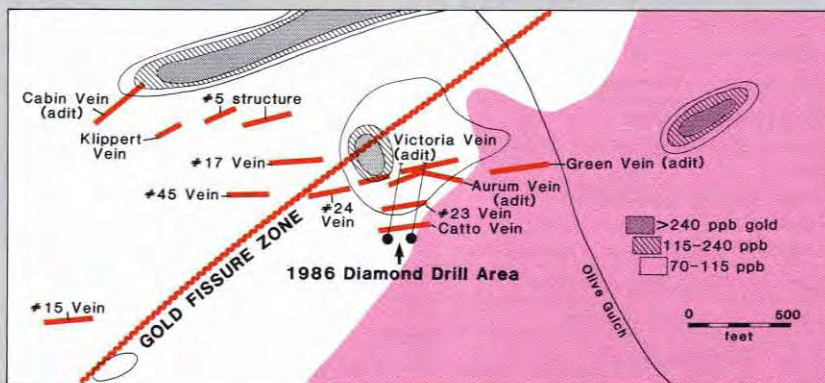 Cabin Vein
(adit)
#5 structure
Klippert
Vein
#17 Vein
#45 Vein
#24
Vein
Victoria Vein
(adit)
Green Vein (adit)
Aurum Vein
(adit)
#23 Vein
Catto Vein
1986 Diamond Drill Area
#15 Vein
GOLD FISSURE ZONE
Olive Gulch
>240 ppb gold
115-240 ppb
70-115 ppb
0 500
feet